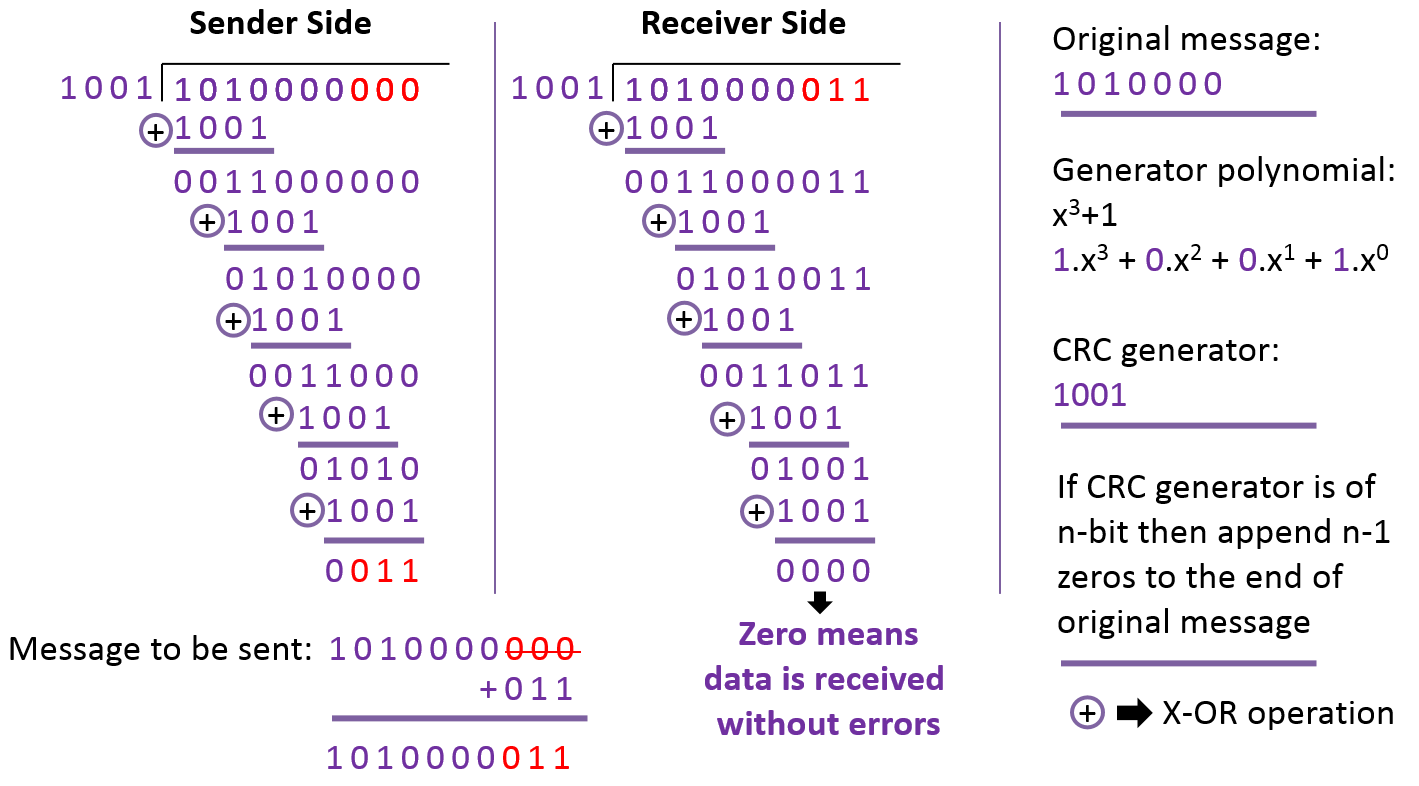 Sender Side
1001 1010000000
+ 1001
0011000000
+ 1001
01010000
+ 1001
0011000
+ 1001
01010
+ 1001
0011
Message to be sent: 1010000000
+011
1010000011
Receiver Side
1001 1010000011
+ 1001
0011000011
+ 1001
01010011
+ 1001
0011011
+ 1001
01001
+ 1001
0000
Zero means
data is received
without errors
Original message:
1010000
Generator polynomial:
x³+1
1.x³ + 0.x² + 0.x¹ + 1.x⁰
CRC generator:
1001
If CRC generator is of
n-bit then append n-1
zeros to the end of
original message
+ X-OR operation